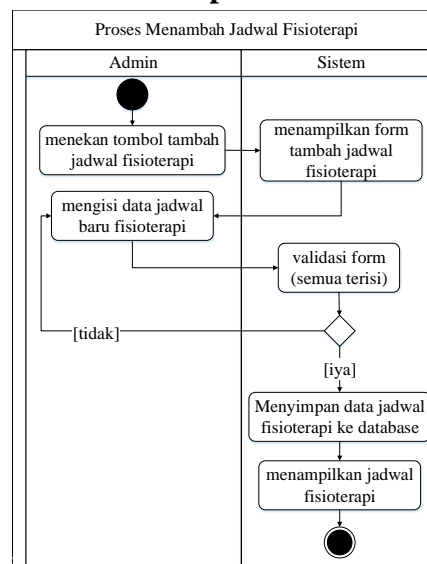 Proses Menambah Jadwal Fisioterapi
Admin
Sistem
menekan tombol tambah
jadwal fisioterapi
menampilkan form
tambah jadwal
fisioterapi
mengisi data jadwal
baru fisioterapi
validasi form
(semua terisi)
[tidak]
[iya]
Menyimpan data jadwal
fisioterapi ke database
menampilkan jadwal
fisioterapi